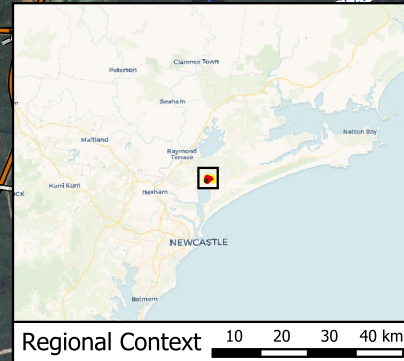 Clarence Town
Paterson
Seaham
Maitland
Nelson Bay
Raymond
Terrace
Kurri Kurri
OCK
Hexham
NEWCASTLE
Belmont
Regional Context
10 20 30 40 km